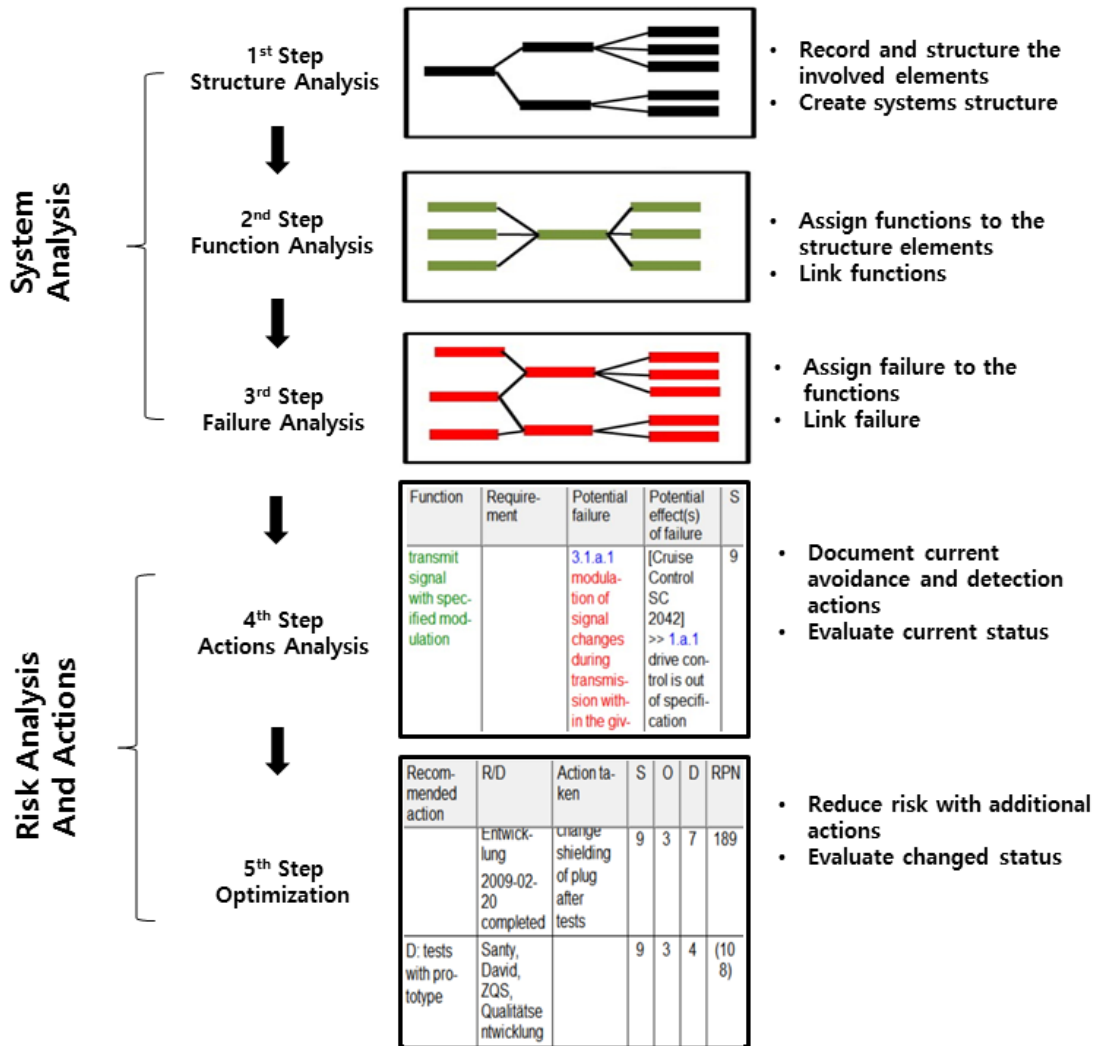 System
Analysis
1st Step
Structure Analysis
• Record and structure the
involved elements
• Create systems structure
2nd Step
Function Analysis
• Assign functions to the
structure elements
• Link functions
3rd Step
Failure Analysis
• Assign failure to the
functions
• Link failure
Risk Analysis
And Actions
4th Step
Actions Analysis
Function
Require-
ment
Potential
failure
Potential
effect(s)
of failure
S
transmit
signal
with spec-
ified mod-
ulation
3.1.a.1
modula-
tion of
signal
changes
during
transmis-
sion with-
in the giv-
[Cruise
Control
SC
2042]
>> 1.a.1
drive con-
trol is out
of specifi-
cation
9
• Document current
avoidance and detection
actions
• Evaluate current status
5th Step
Optimization
Recom-
mended
action
R/D
Action ta-
ken
S
O
D
RPN
Entwick-
lung
2009-02-
20
completed
change
shielding
of plug
after
tests
9
3
7
189
D: tests
with pro-
totype
Santy,
David,
ZQS,
Qualitätse
ntwicklung
9
3
4
(10
8)
• Reduce risk with additional
actions
• Evaluate changed status